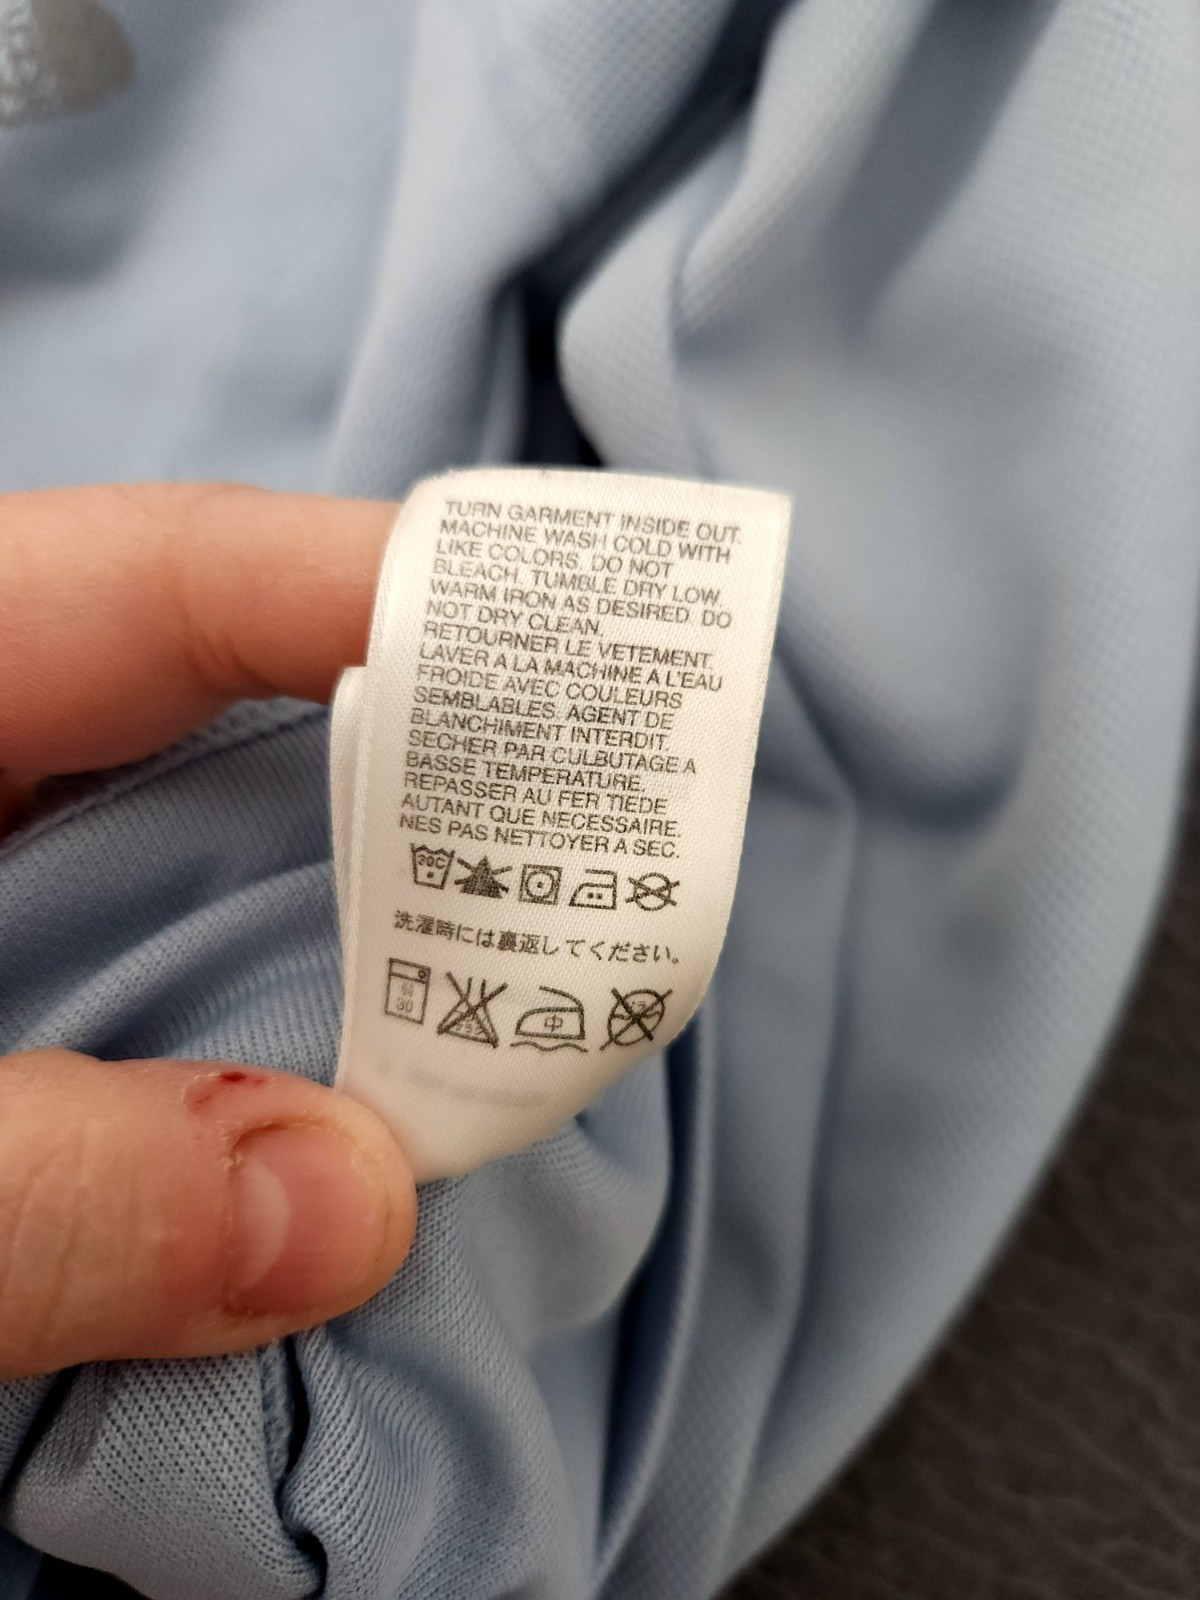 TURN GARMENT INSIDE OUT.
MACHINE WASH COLD WITH
LIKE COLORS. DO NOT
BLEACH. TUMBLE DRY LOW.
WARM IRON AS DESIRED. DO
NOT DRY CLEAN.
RETOURNER LE VETEMENT.
LAVER A LA MACHINE A L'EAU
FROIDE AVEC COULEURS
SEMBLABLES. AGENT DE
BLANCHIMENT INTERDIT.
SECHER PAR CULBUTAGE A
BASSE TEMPERATURE.
REPASSER AU FER TIEDE
AUTANT QUE NECESSAIRE.
NES PAS NETTOYER A SEC.
30C
洗濯時には裏返してください。
弱
30
中